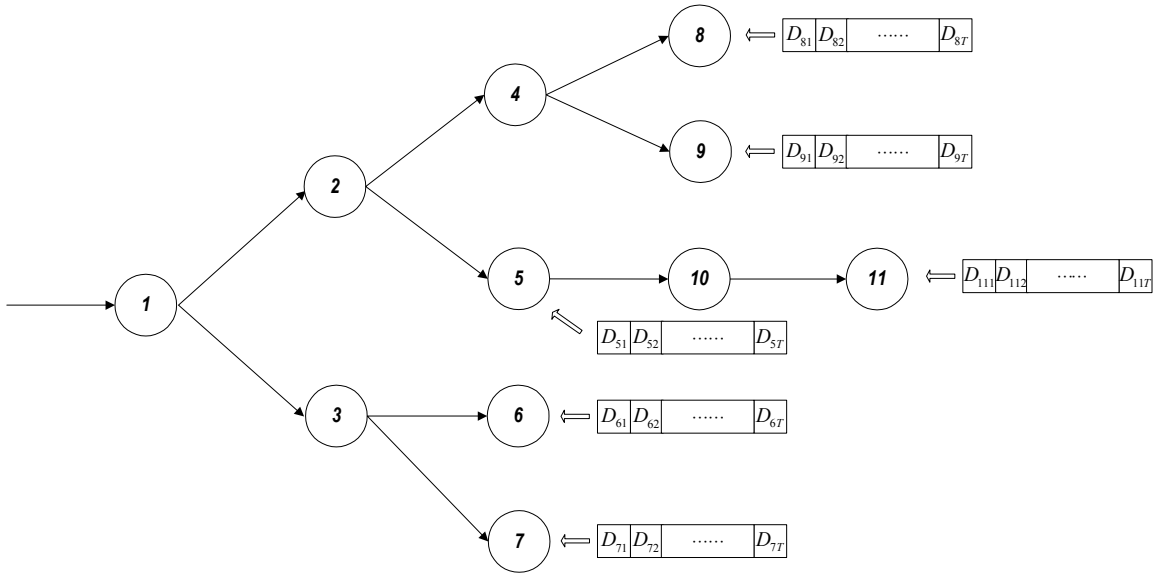 8 D₈₁ D₈₂ ...... D₈T
4
9 D₉₁ D₉₂ ...... D₉T
2
5 10 11 D₁₁₁ D₁₁₂ ...... D₁₁T
1
D₅₁ D₅₂ ...... D₅T
3 6 D₆₁ D₆₂ ...... D₆T
7 D₇₁ D₇₂ ...... D₇T